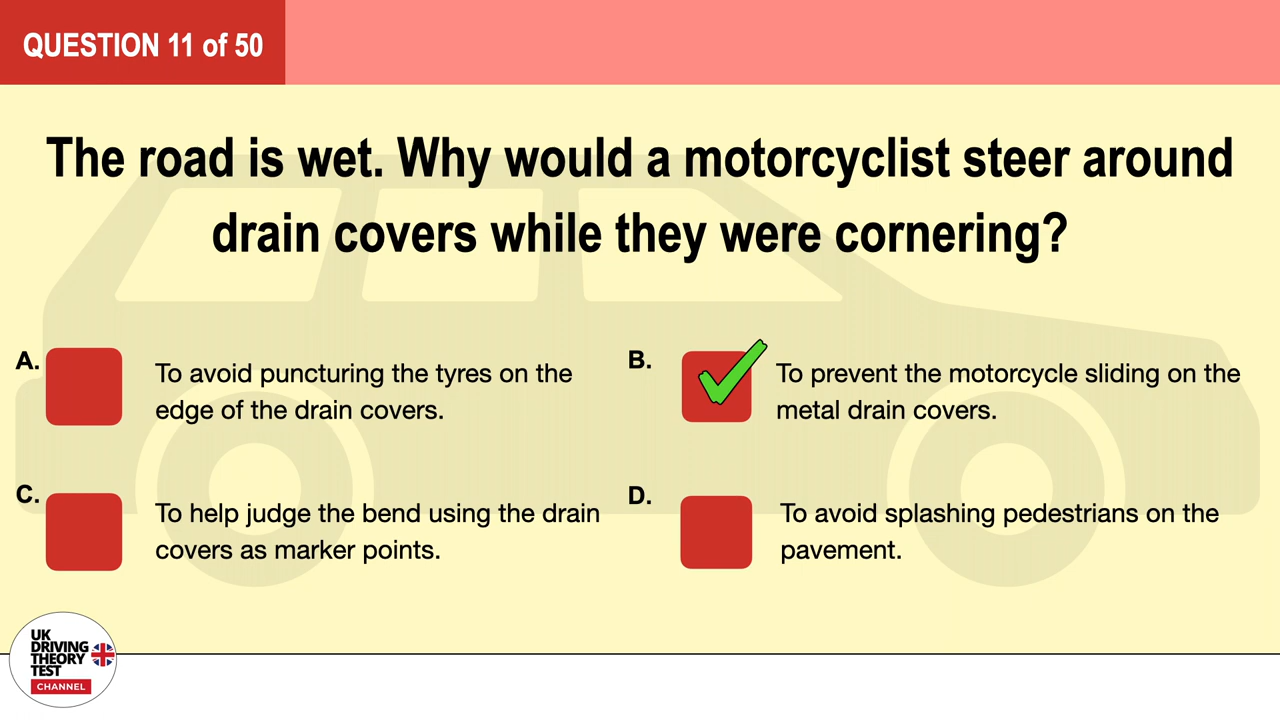 QUESTION 11 of 50
The road is wet. Why would a motorcyclist steer around
drain covers while they were cornering?
A.
To avoid puncturing the tyres on the
edge of the drain covers.
B.
To prevent the motorcycle sliding on the
metal drain covers.
C.
To help judge the bend using the drain
covers as marker points.
D.
To avoid splashing pedestrians on the
pavement.
UK
DRIVING
THEORY
TEST
CHANNEL